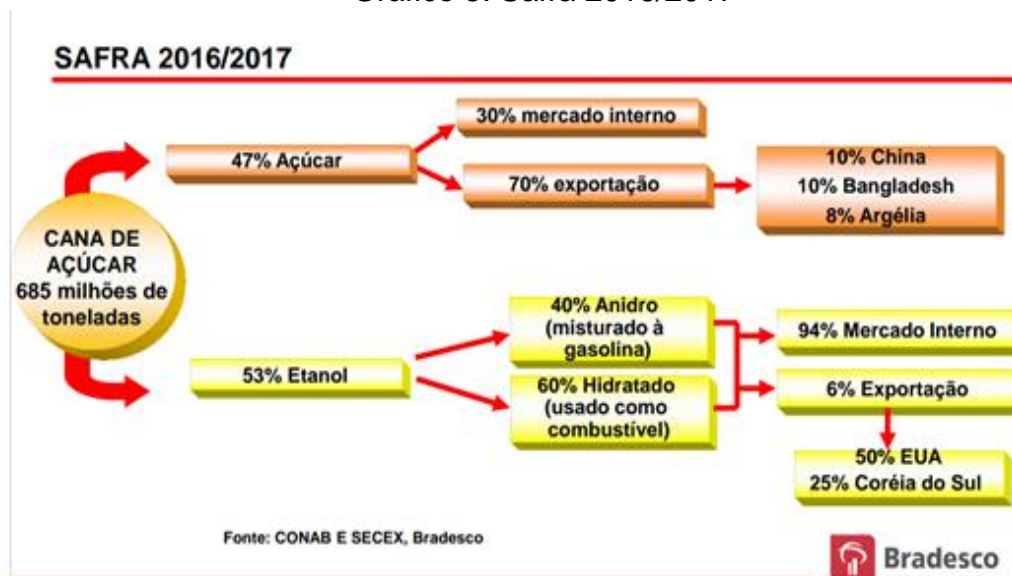 SAFRA 2016/2017
CANA DE
AÇÚCAR
685 milhões de
toneladas
47% Açúcar
30% mercado interno
70% exportação
10% China
10% Bangladesh
8% Argélia
53% Etanol
40% Anidro
(misturado à
gasolina)
60% Hidratado
(usado como
combustível)
94% Mercado Interno
6% Exportação
50% EUA
25% Coréia do Sul
Fonte: CONAB E SECEX, Bradesco
Bradesco